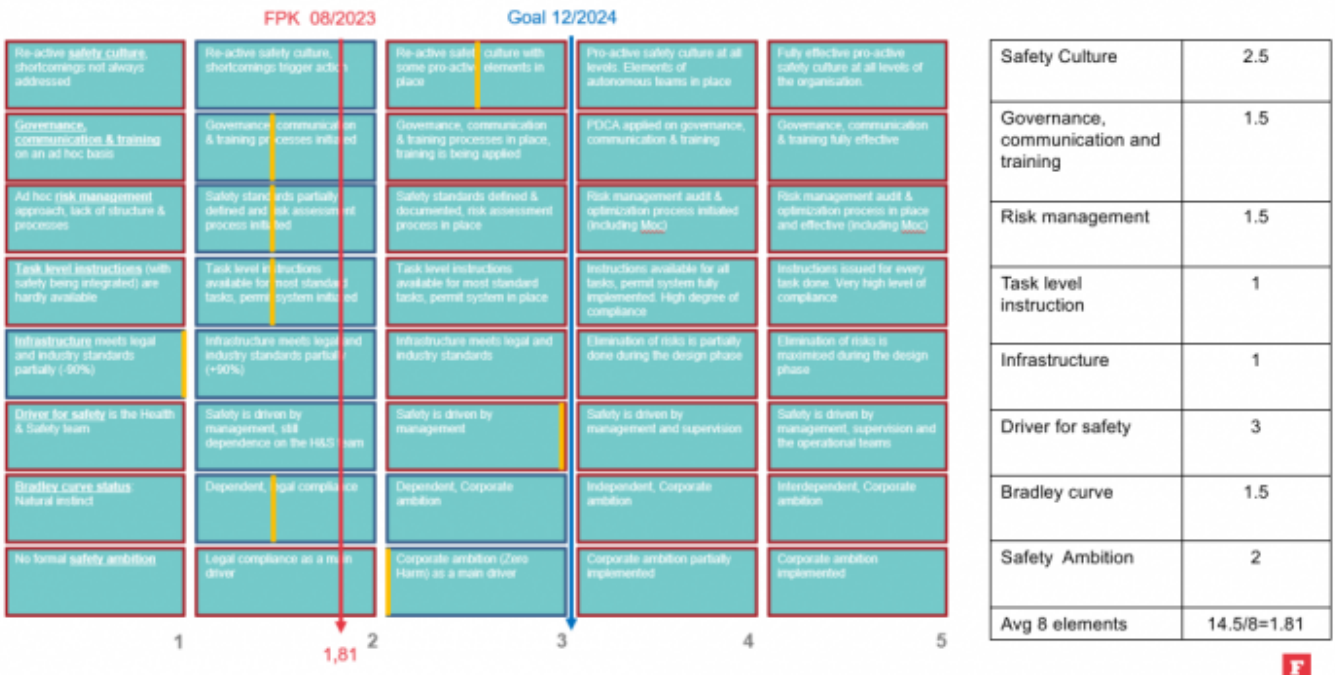 FPK 08/2023
Goal 12/2024
Re-active safety culture,
shortcomings not always
addressed
Re-active safety culture,
shortcomings trigger action
Re-active safety culture with
some pro-active elements in
place
Pro-active safety culture at all
levels. Elements of
autonomous teams in place
Fully effective pro-active
safety culture at all levels of
the organisation.
Governance,
communication & training
on an ad hoc basis
Governance, communication
& training processes initiated
Governance, communication
& training processes in place,
training is being applied
PDCA applied on governance,
communication & training
Governance, communication
& training fully effective
Ad hoc risk management
approach, lack of structure &
processes
Safety standards partially
defined and risk assessment
process initiated
Safety standards defined &
documented, risk assessment
process in place
Risk management audit &
optimization process initiated
(including Moc)
Risk management audit &
optimization process in place
and effective (including Moc)
Task level instructions (with
safety being integrated) are
hardly available
Task level instructions
available for most standard
tasks, permit system initiated
Task level instructions
available for most standard
tasks, permit system in place
Instructions available for all
tasks, permit system fully
implemented. High degree of
compliance
Instructions issued for every
task done. Very high level of
compliance
Infrastructure meets legal
and industry standards
partially (-90%)
Infrastructure meets legal and
industry standards partially
(+90%)
Infrastructure meets legal and
industry standards
Elimination of risks is partially
done during the design phase
Elimination of risks is
maximised during the design
phase
Driver for safety is the Health
& Safety team
Safety is driven by
management, still
dependence on the H&S team
Safety is driven by
management
Safety is driven by
management and supervision
Safety is driven by
management, supervision and
the operational teams
Bradley curve status:
Natural instinct
Dependent, legal compliance
Dependent, Corporate
ambition
Independent, Corporate
ambition
Interdependent, Corporate
ambition
No formal safety ambition
Legal compliance as a main
driver
Corporate ambition (Zero
Harm) as a main driver
Corporate ambition partially
implemented
Corporate ambition
implemented
1
2
3
4
5
1,81
Safety Culture 2.5
Governance, 1.5
communication and
training
Risk management 1.5
Task level 1
instruction
Infrastructure 1
Driver for safety 3
Bradley curve 1.5
Safety Ambition 2
Avg 8 elements 14.5/8=1.81
F